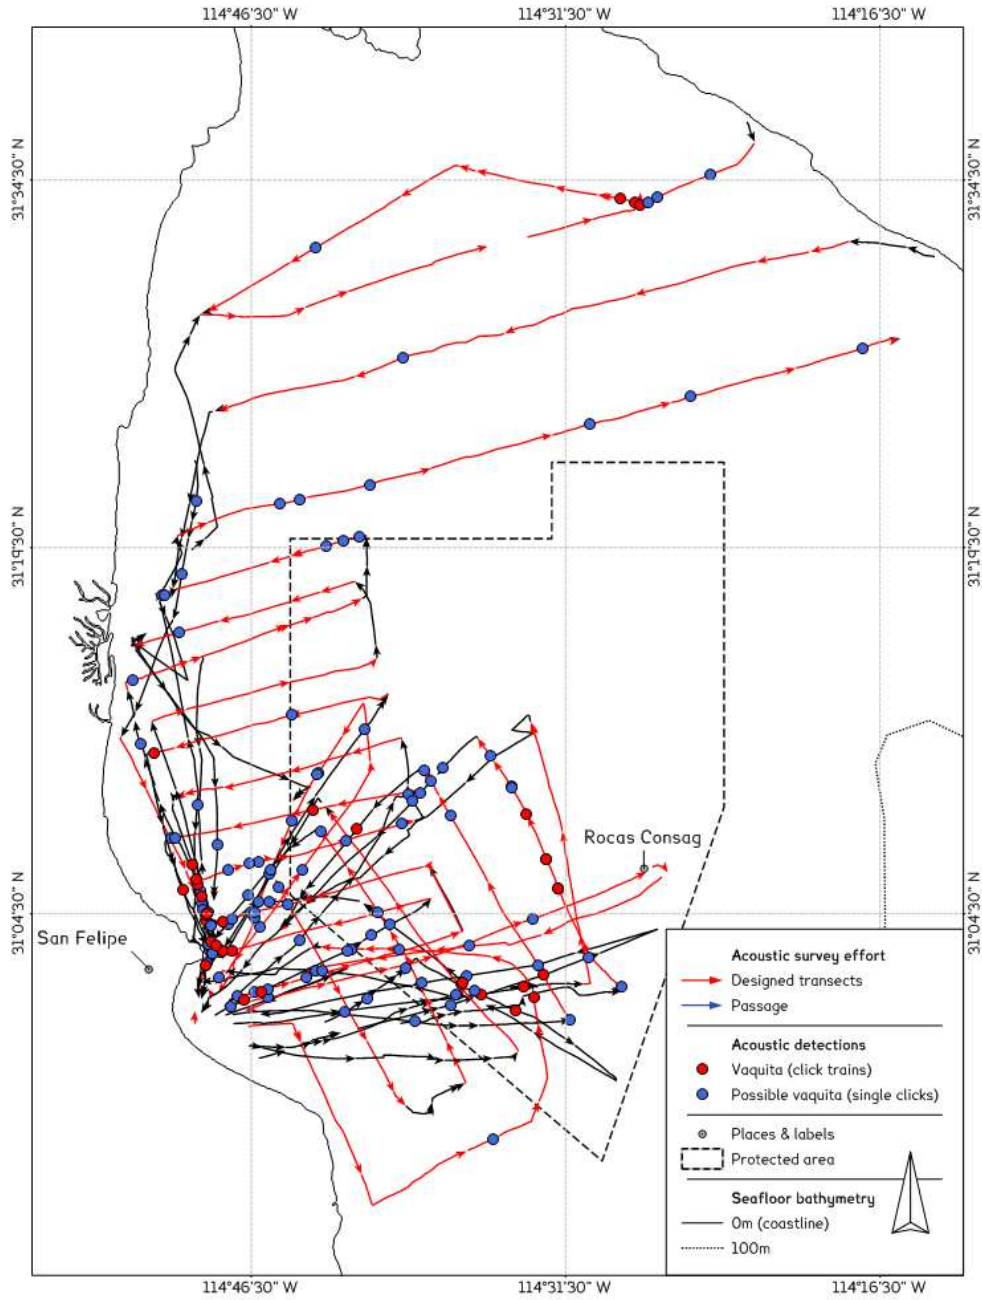 114°46'30" W
114°31'30" W
114°16'30" W
31°34'30" N
31°34'30" N
31°19'30" N
31°19'30" N
Rocas Consag
31°04'30" N
31°04'30" N
San Felipe
Acoustic survey effort
Designed transects
Passage
Acoustic detections
Vaquita (click trains)
Possible vaquita (single clicks)
Places & labels
Protected area
Seafloor bathymetry
0m (coastline)
100m
114°46'30" W
114°31'30" W
114°16'30" W